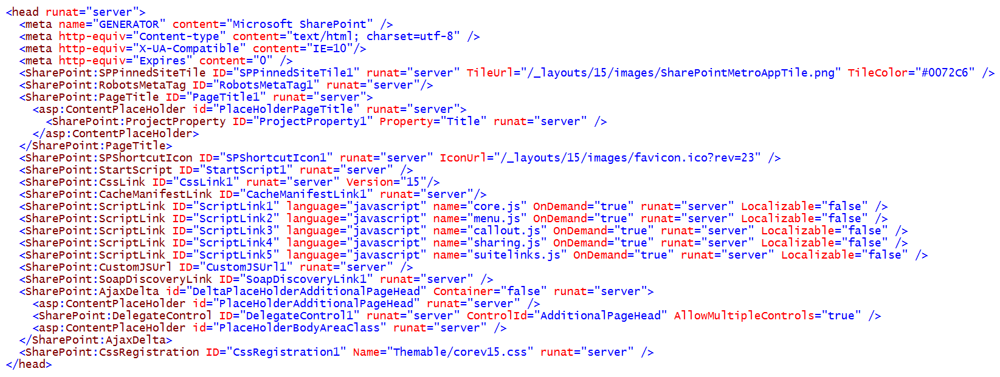 <head runat="server">
<meta name="GENERATOR" content="Microsoft SharePoint" />
<meta http-equiv="Content-type" content="text/html; charset=utf-8" />
<meta http-equiv="X-UA-Compatible" content="IE=10"/>
<meta http-equiv="Expires" content="0" />
<SharePoint:SPPinnedSiteTile ID="SPPinnedSiteTile1" runat="server" TileUrl="/_layouts/15/images/SharePointMetroAppTile.png" TileColor="#0072C6" />
<SharePoint:RobotsMetaTag ID="RobotsMetaTag1" runat="server"/>
<SharePoint:PageTitle ID="PageTitle1" runat="server">
<asp:ContentPlaceHolder id="PlaceHolderPageTitle" runat="server">
<SharePoint:ProjectProperty ID="ProjectProperty1" Property="Title" runat="server" />
</asp:ContentPlaceHolder>
</SharePoint:PageTitle>
<SharePoint:SPShortcutIcon ID="SPShortcutIcon1" runat="server" IconUrl="/_layouts/15/images/favicon.ico?rev=23" />
<SharePoint:StartScript ID="StartScript1" runat="server" />
<SharePoint:CssLink ID="CssLink1" runat="server" Version="15"/>
<SharePoint:CacheManifestLink ID="CacheManifestLink1" runat="server"/>
<SharePoint:ScriptLink ID="ScriptLink1" language="javascript" name="core.js" OnDemand="true" runat="server" Localizable="false" />
<SharePoint:ScriptLink ID="ScriptLink2" language="javascript" name="menu.js" OnDemand="true" runat="server" Localizable="false" />
<SharePoint:ScriptLink ID="ScriptLink3" language="javascript" name="callout.js" OnDemand="true" runat="server" Localizable="false" />
<SharePoint:ScriptLink ID="ScriptLink4" language="javascript" name="sharing.js" OnDemand="true" runat="server" Localizable="false" />
<SharePoint:ScriptLink ID="ScriptLink5" language="javascript" name="suitelinks.js" OnDemand="true" runat="server" Localizable="false" />
<SharePoint:CustomJSUrl ID="CustomJSUrl1" runat="server" />
<SharePoint:SoapDiscoveryLink ID="SoapDiscoveryLink1" runat="server" />
<SharePoint:AjaxDelta id="DeltaPlaceHolderAdditionalPageHead" Container="false" runat="server">
<asp:ContentPlaceHolder id="PlaceHolderAdditionalPageHead" runat="server" />
<SharePoint:DelegateControl ID="DelegateControl1" runat="server" ControlId="AdditionalPageHead" AllowMultipleControls="true" />
<asp:ContentPlaceHolder id="PlaceHolderBodyAreaClass" runat="server" />
</SharePoint:AjaxDelta>
<SharePoint:CssRegistration ID="CssRegistration1" Name="Themable/corev15.css" runat="server" />
</head>